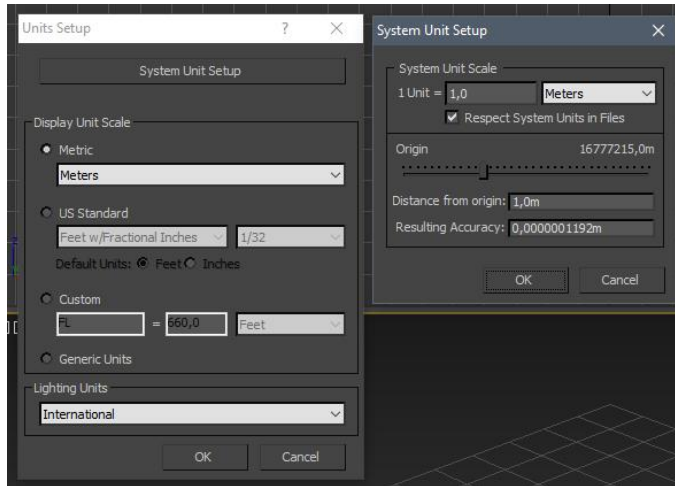 Units Setup
?
System Unit Setup
Display Unit Scale
Metric
Meters
US Standard
Feet w/Fractional Inches
1/32
Default Units:
Feet
Inches
Custom
FL
=
660,0
Feet
Generic Units
Lighting Units
International
OK
Cancel
System Unit Setup
System Unit Scale
1 Unit =
1,0
Meters
Respect System Units in Files
Origin
16777215,0m
Distance from origin:
1,0m
Resulting Accuracy:
0,0000001192m
OK
Cancel